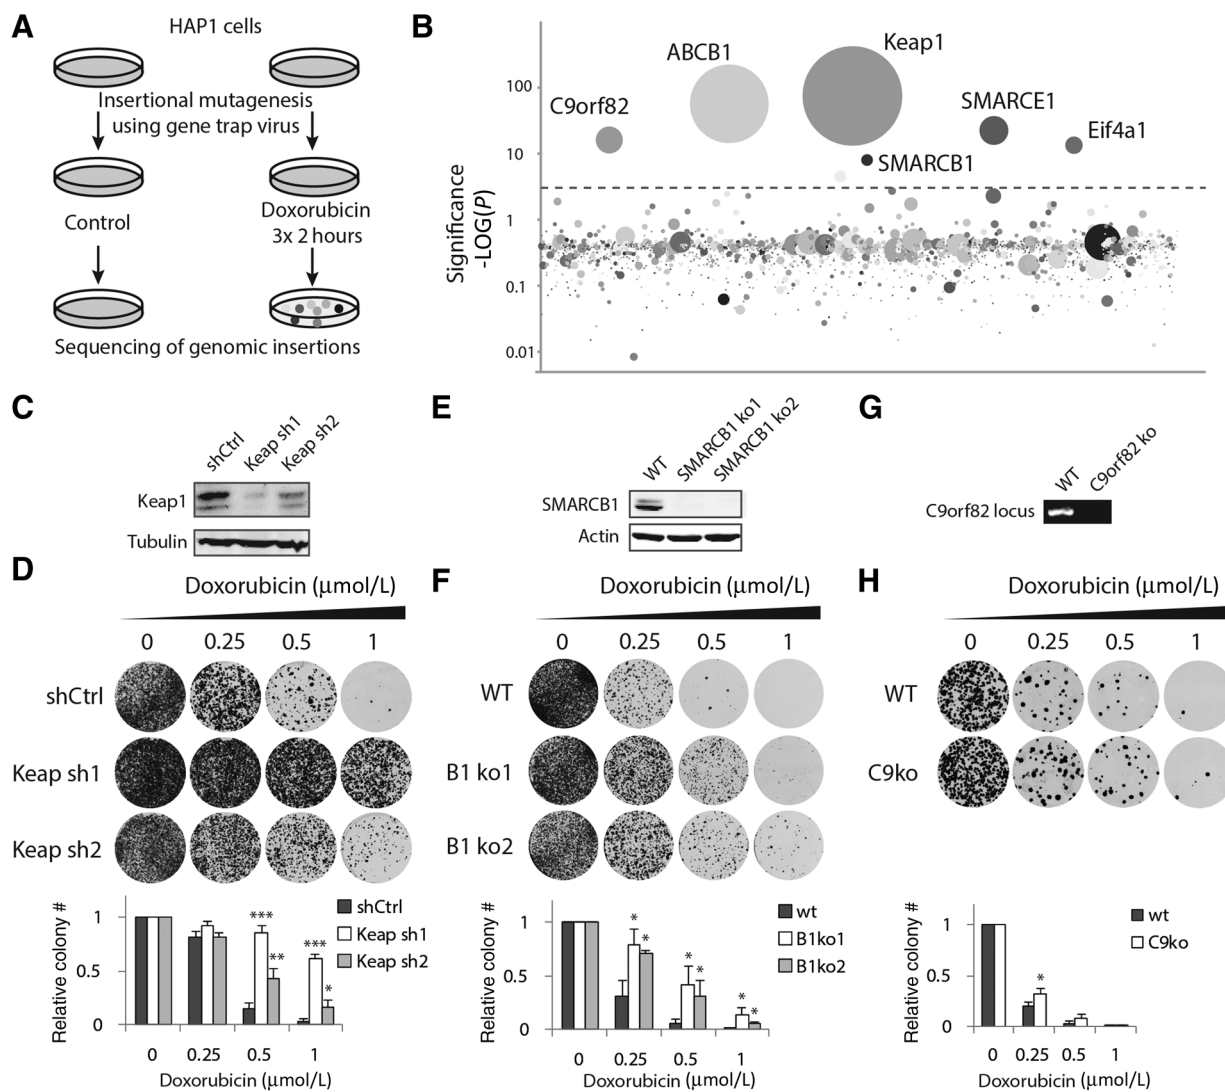 A
HAP1 cells
Insertional mutagenesis
using gene trap virus
Control
Doxorubicin
3x 2 hours
Sequencing of genomic insertions
B
Significance
-LOG(P)
100
10
1
0.1
0.01
C9orf82
ABCB1
Keap1
SMARCE1
Eif4a1
SMARCB1
C
shCtrl
Keap sh1
Keap sh2
Keap1
Tubulin
D
Doxorubicin (μmol/L)
0 0.25 0.5 1
shCtrl
Keap sh1
Keap sh2
Relative colony #
1
0.5
0
*** ** *** *
shCtrl
Keap sh1
Keap sh2
0 0.25 0.5 1
Doxorubicin (μmol/L)
E
WT
SMARCB1 ko1
SMARCB1 ko2
SMARCB1
Actin
F
Doxorubicin (μmol/L)
0 0.25 0.5 1
WT
B1 ko1
B1 ko2
Relative colony #
1
0.5
0
* * * * * *
wt
B1ko1
B1ko2
0 0.25 0.5 1
Doxorubicin (μmol/L)
G
WT
C9orf82 ko
C9orf82 locus
H
Doxorubicin (μmol/L)
0 0.25 0.5 1
WT
C9ko
Relative colony #
1
0.5
0
*
wt
C9ko
0 0.25 0.5 1
Doxorubicin (μmol/L)